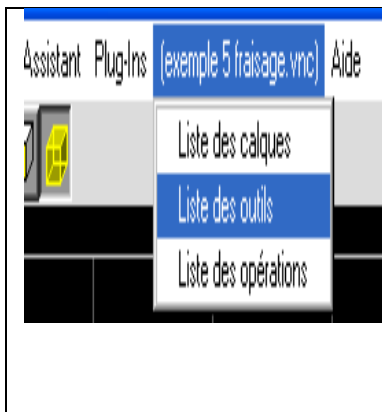 Assistant Plug-Ins (exemple 5 fraisage.vnc) Aide
Liste des calques
Liste des outils
Liste des opérations